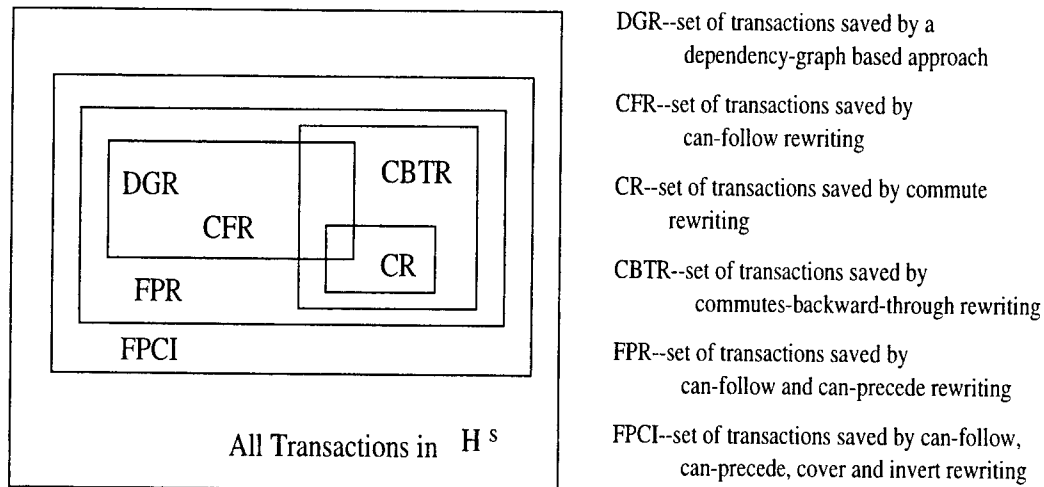 DGR
CFR
CBTR
CR
FPR
FPCI
All Transactions in H s
DGR--set of transactions saved by a
dependency-graph based approach
CFR--set of transactions saved by
can-follow rewriting
CR--set of transactions saved by commute
rewriting
CBTR--set of transactions saved by
commutes-backward-through rewriting
FPR--set of transactions saved by
can-follow and can-precede rewriting
FPCI--set of transactions saved by can-follow,
can-precede, cover and invert rewriting